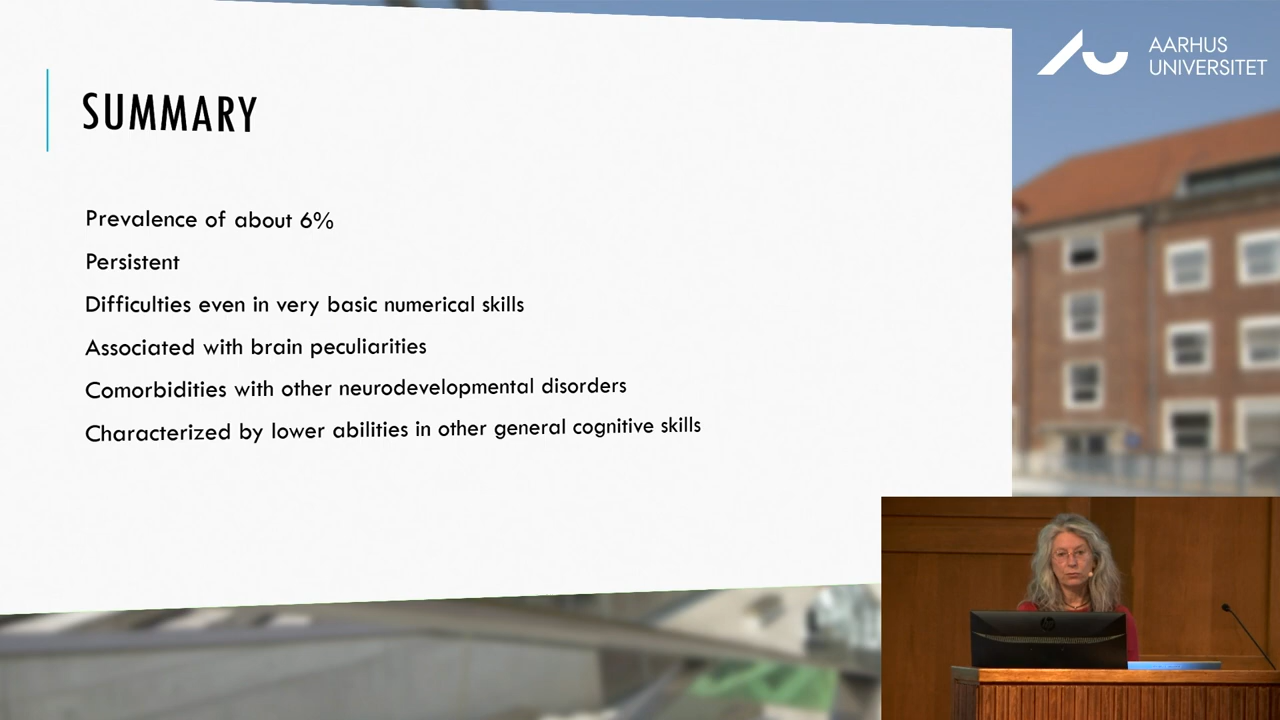 AARHUS
UNIVERSITET
SUMMARY
Prevalence of about 6%
Persistent
Difficulties even in very basic numerical skills
Associated with brain peculiarities
Comorbidities with other neurodevelopmental disorders
Characterized by lower abilities in other general cognitive skills
hp